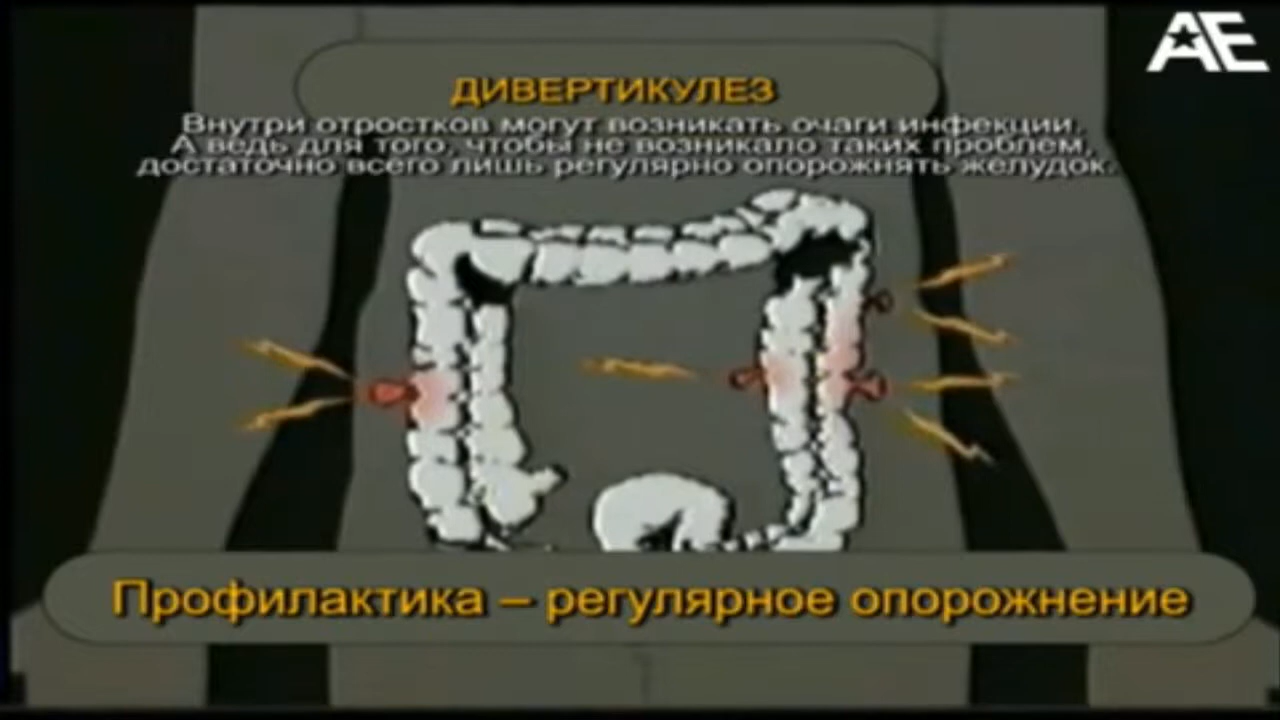 AE
ДИВЕРТИКУЛЕЗ
Внутри отростков могут возникать очаги инфекции.
А ведь для того, чтобы не возникало таких проблем,
достаточно всего лишь регулярно опорожнять желудок.
Профилактика – регулярное опорожнение